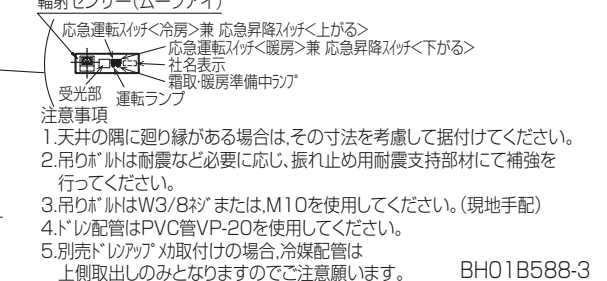 輻射センサー(ムーブアイ)
応急運転ｽｲｯﾁ<冷房>兼 応急昇降ｽｲｯﾁ<上がる>
応急運転ｽｲｯﾁ<暖房>兼 応急昇降ｽｲｯﾁ<下がる>
社名表示
霜取･暖房準備中ﾗﾝﾌﾟ
受光部
運転ランプ
注意事項
1.天井の隅に廻り縁がある場合は,その寸法を考慮して据付けてください。
2.吊りﾎﾞﾙﾄは耐震など必要に応じ､振れ止め用耐震支持部材にて補強を
行ってください。
3.吊りﾎﾞﾙﾄはW3/8ﾈｼﾞまたは,M10を使用してください。(現地手配)
4.ﾄﾞﾚﾝ配管はPVC管VP-20を使用してください。
5.別売ﾄﾞﾚﾝｱｯﾌﾟﾒｶ取付けの場合,冷媒配管は
上側取出しのみとなりますのでご注意願います。
BH01B588-3